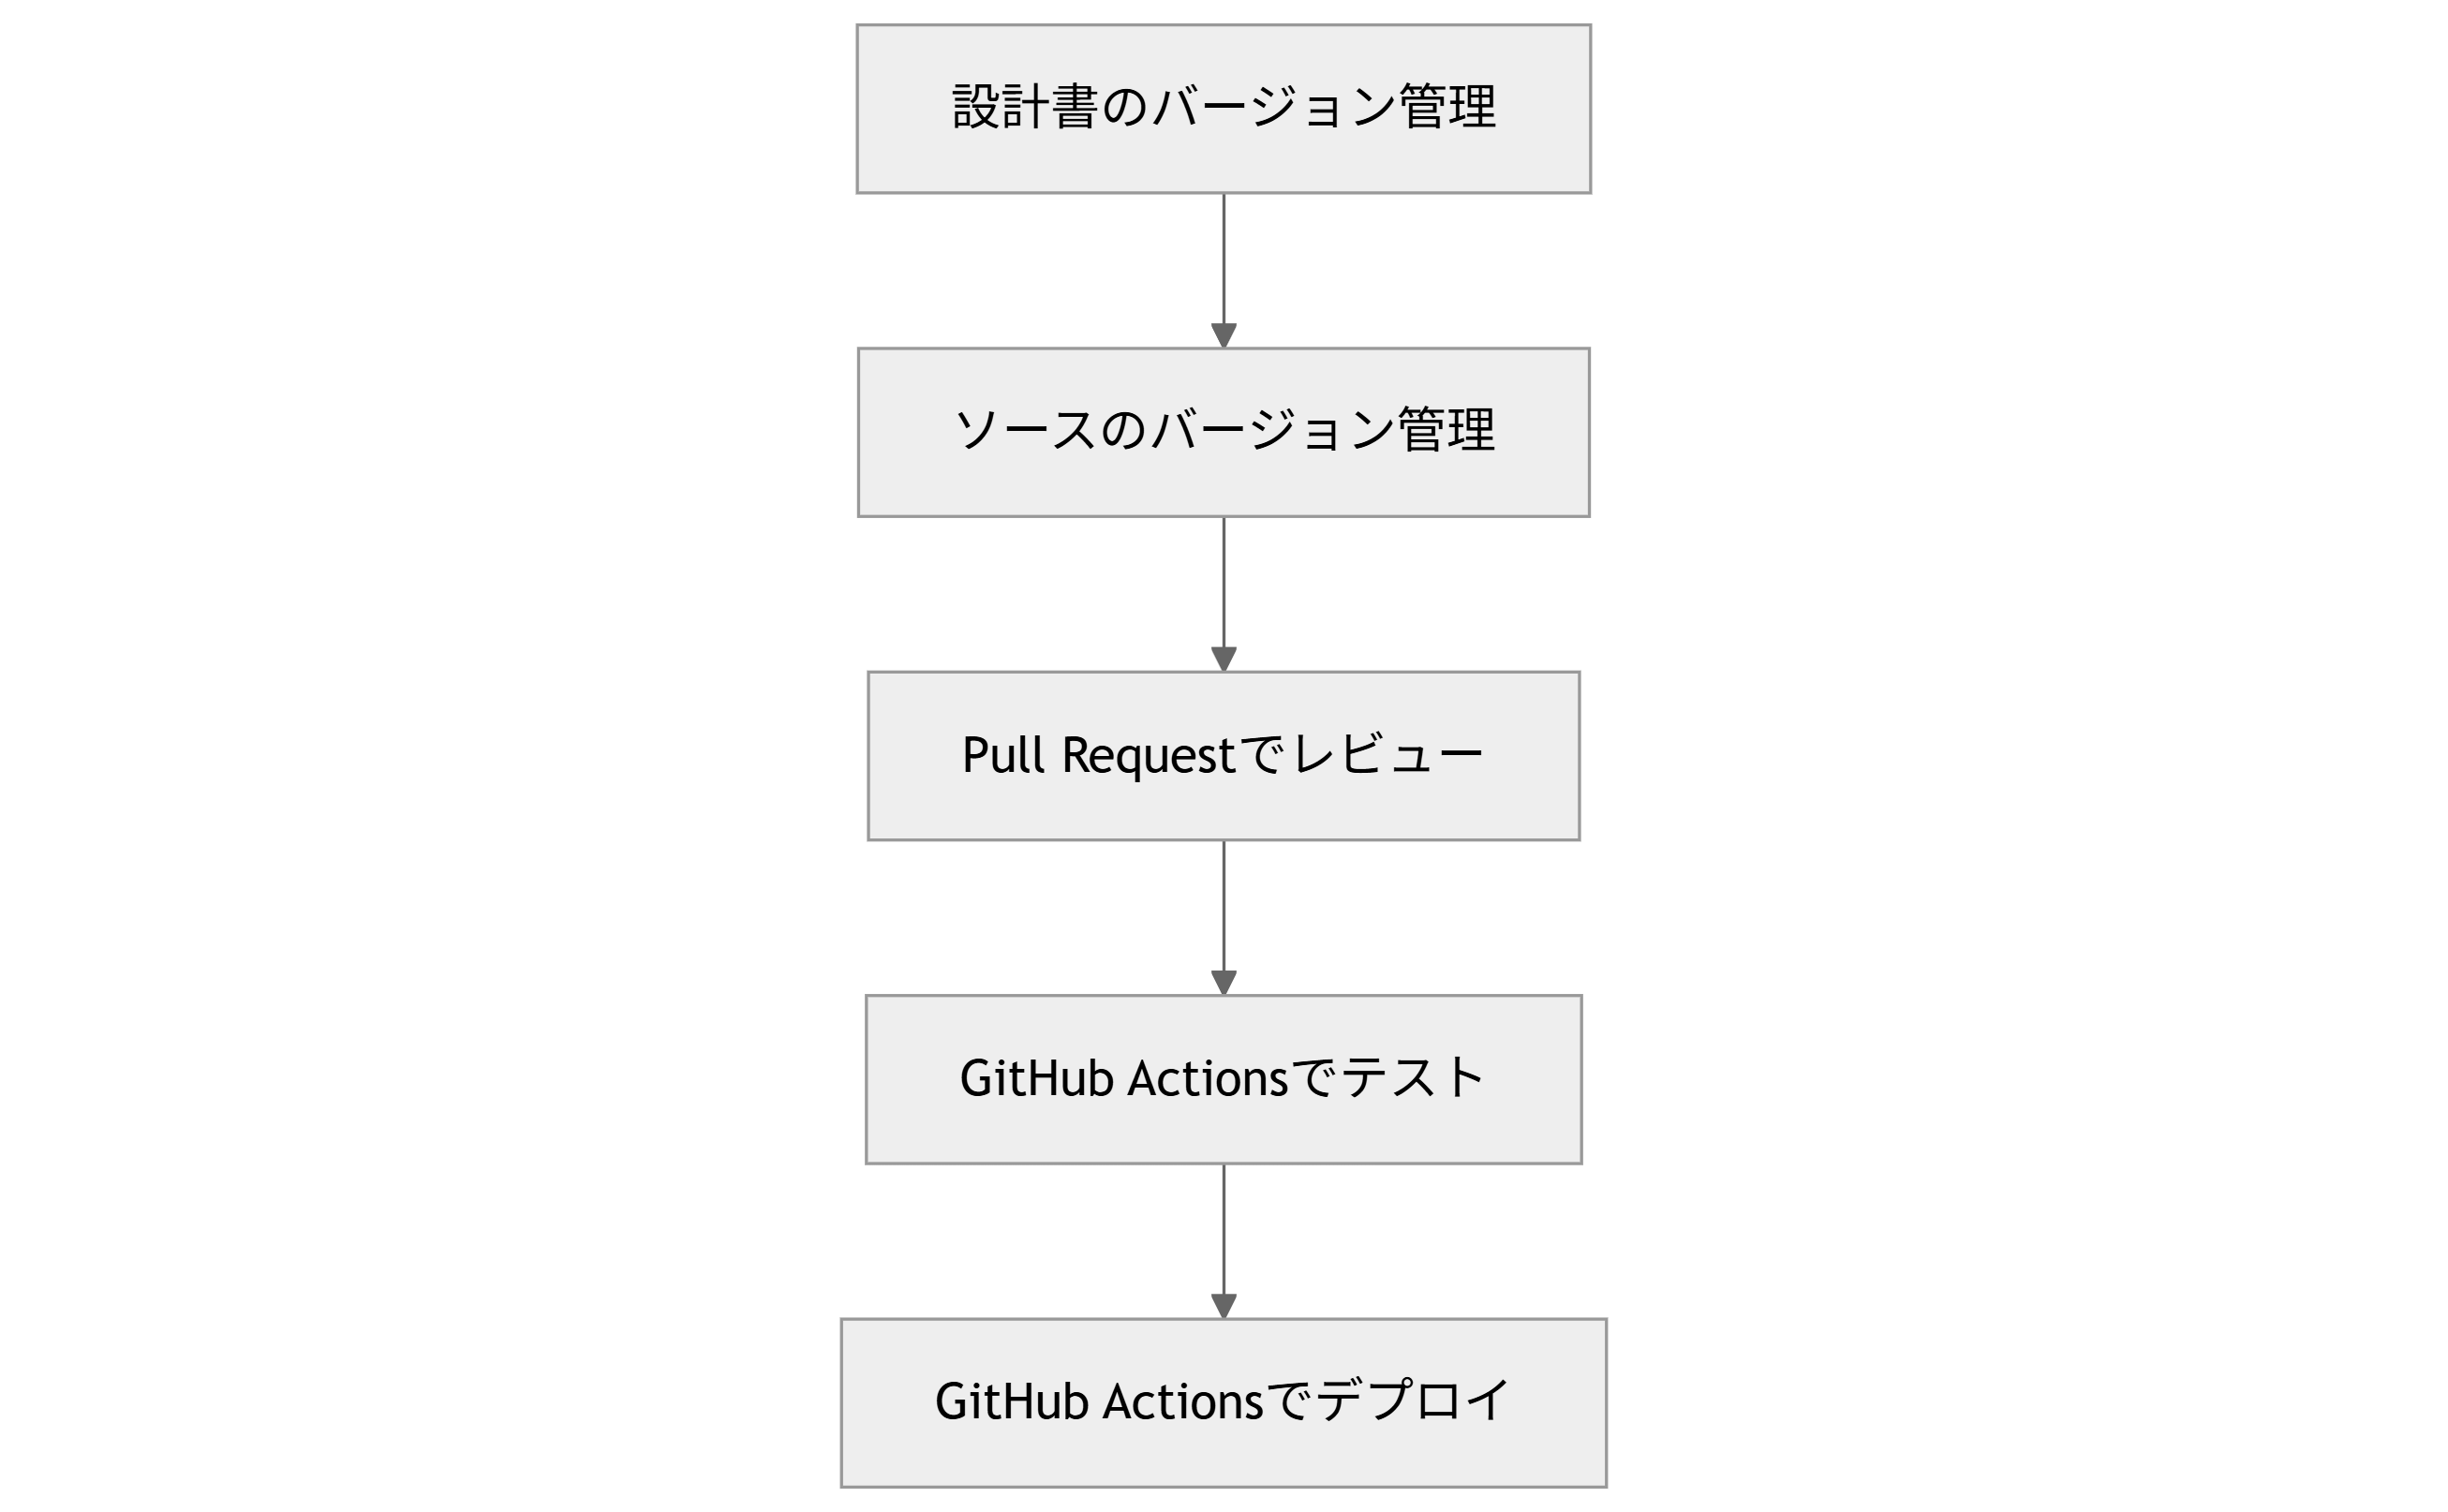 設計書のバージョン管理
ソースのバージョン管理
Pull Requestでレビュー
GitHub Actionsでテスト
GitHub Actionsでデプロイ